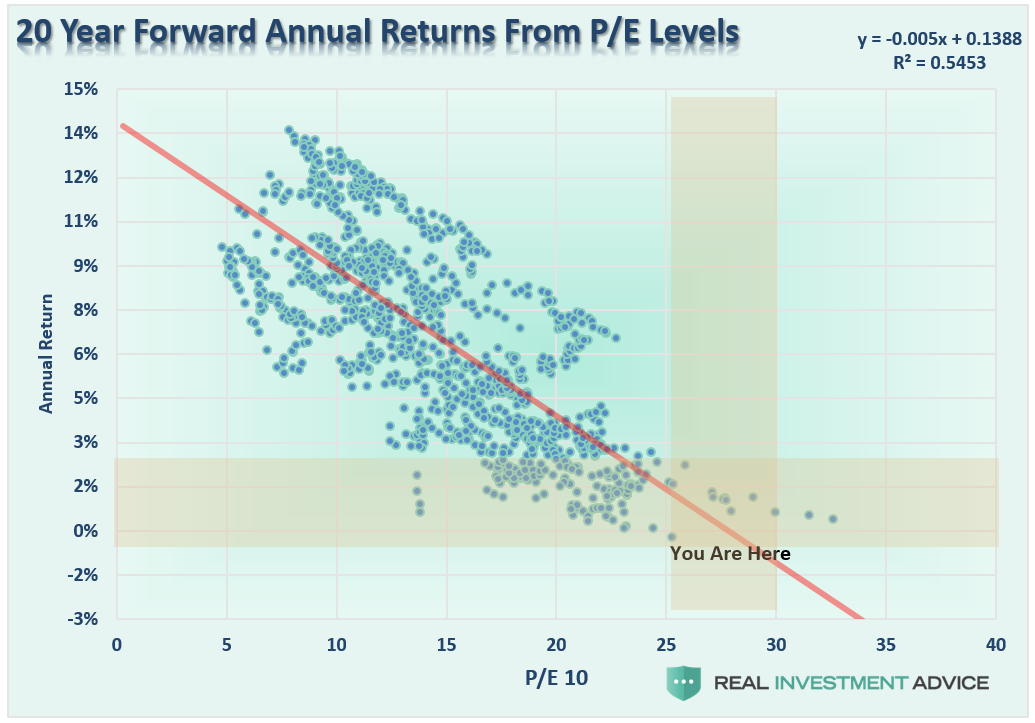 20 Year Forward Annual Returns From P/E Levels
y = -0.005x + 0.1388
R² = 0.5453
15%
14%
12%
11%
9%
8%
6%
5%
3%
2%
0%
-2%
-3%
Annual Return
You Are Here
0 5 10 15 20 25 30 35 40
P/E 10
REAL INVESTMENT ADVICE